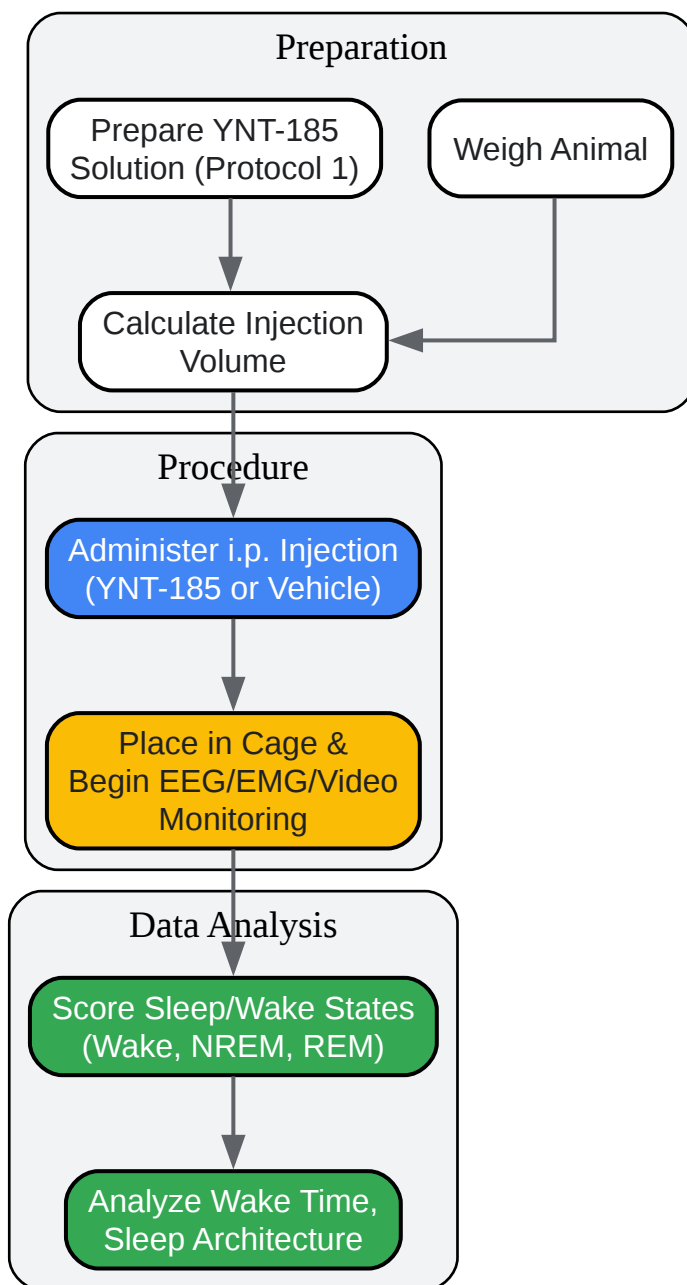 Preparation
Prepare YNT-185
Solution (Protocol 1)
Weigh Animal
Calculate Injection
Volume
Procedure
Administer i.p. Injection
(YNT-185 or Vehicle)
Place in Cage &
Begin EEG/EMG/Video
Monitoring
Data Analysis
Score Sleep/Wake States
(Wake, NREM, REM)
Analyze Wake Time,
Sleep Architecture